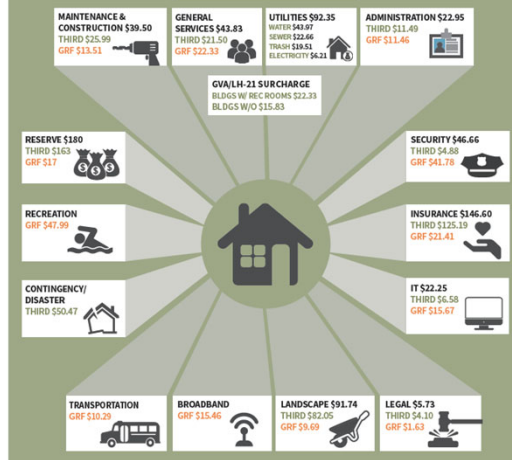 MAINTENANCE &
CONSTRUCTION $39.50
THIRD $25.99
GRF $13.51
GENERAL
SERVICES $43.83
THIRD $21.50
GRF $22.33
UTILITIES $92.35
WATER $43.97
SEWER $22.66
TRASH $19.51
ELECTRICITY $6.21
ADMINISTRATION $22.95
THIRD $11.49
GRF $11.46
GVA/LH-21 SURCHARGE
BLDGS W/ REC ROOMS $22.33
BLDGS W/O $15.83
RESERVE $180
THIRD $163
GRF $17
SECURITY $46.66
THIRD $4.88
GRF $41.78
RECREATION
GRF $47.99
INSURANCE $146.60
THIRD $125.19
GRF $21.41
CONTINGENCY/
DISASTER
THIRD $50.47
IT $22.25
THIRD $6.58
GRF $15.67
TRANSPORTATION
GRF $10.29
BROADBAND
GRF $15.46
LANDSCAPE $91.74
THIRD $82.05
GRF $9.69
LEGAL $5.73
THIRD $4.10
GRF $1.63